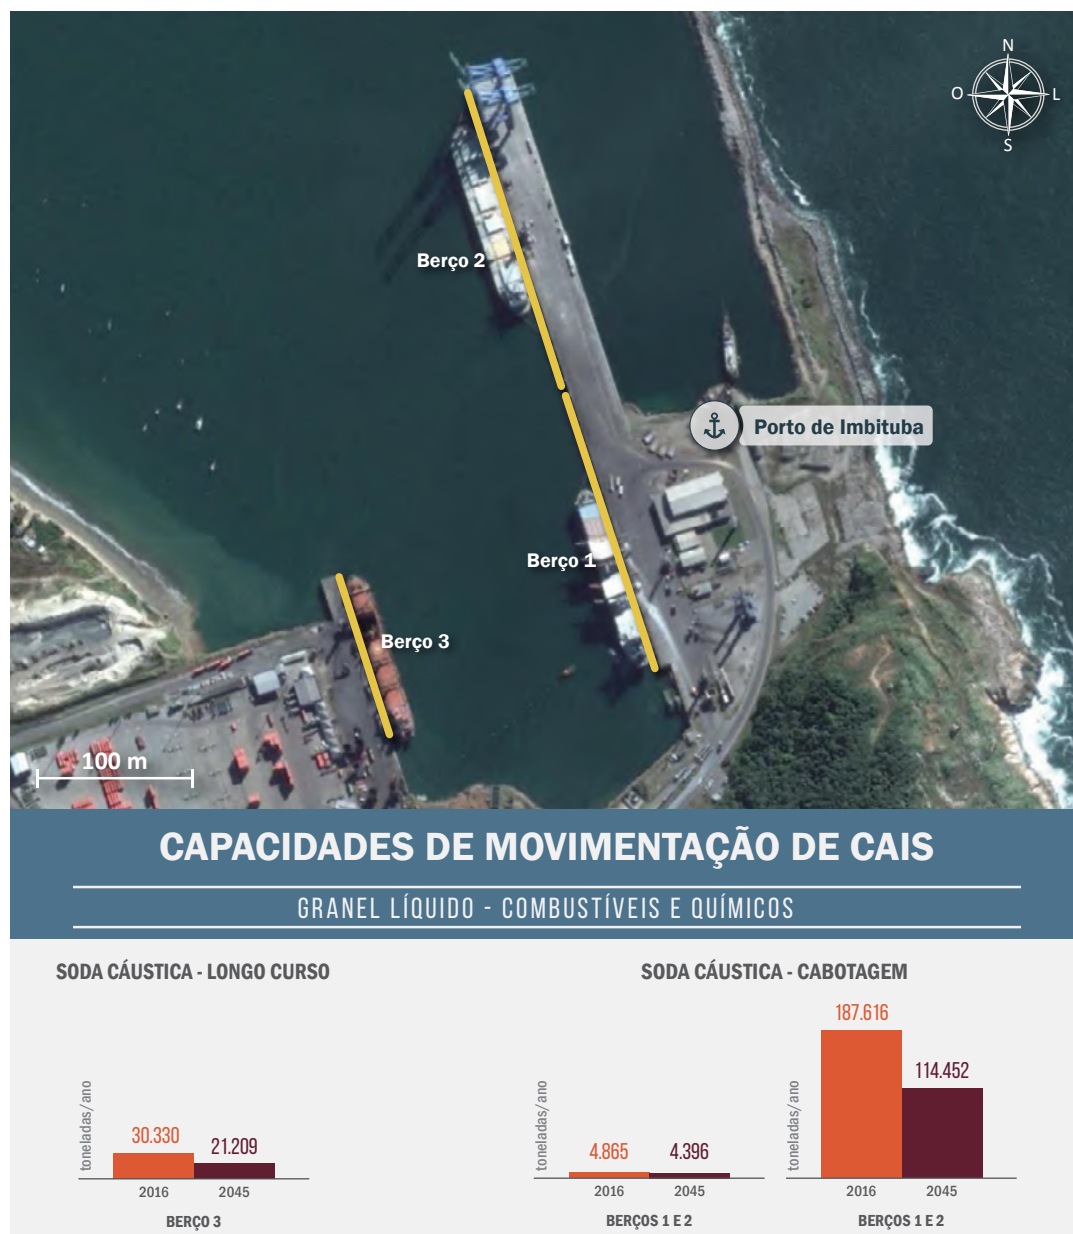 N
O
L
S
Berço 2
Porto de Imbituba
Berço 1
Berço 3
100 m
CAPACIDADES DE MOVIMENTAÇÃO DE CAIS
GRANEL LÍQUIDO - COMBUSTÍVEIS E QUÍMICOS
SODA CÁUSTICA - LONGO CURSO
toneladas/ano
30.330
21.209
2016
2045
BERÇO 3
SODA CÁUSTICA - CABOTAGEM
toneladas/ano
4.865
4.396
2016
2045
BERÇOS 1 E 2
toneladas/ano
187.616
114.452
2016
2045
BERÇOS 1 E 2